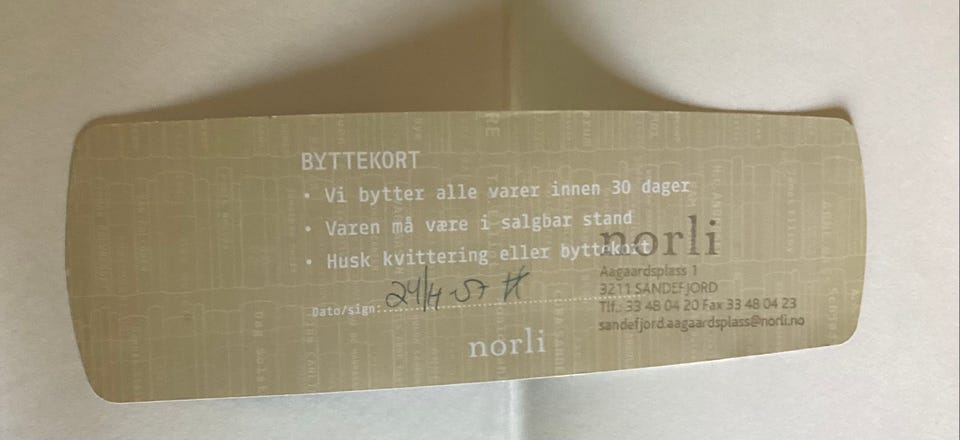 BYTTEKORT
• Vi bytter alle varer innen 30 dager
• Varen må være i salgbar stand
• Husk kvittering eller byttekort
Dato/sign:
norli
norli
Aagaardsplass 1
3211 SANDEFJORD
Tlf.: 33 48 04 20 Fax 33 48 04 23
sandefjord.aagaardsplass@norli.no